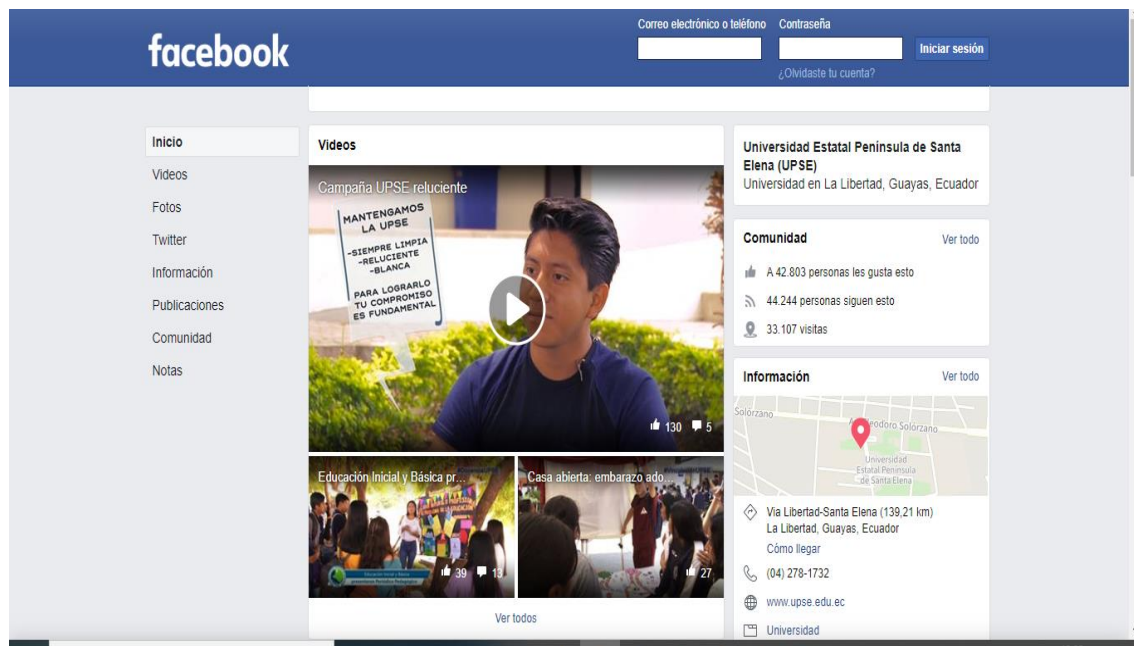 facebook
Correo electrónico o teléfono
Contraseña
Iniciar sesión
¿Olvidaste tu cuenta?
Inicio
Videos
Fotos
Twitter
Información
Publicaciones
Comunidad
Notas
Videos
Campaña UPSE reluciente
MANTENGAMOS
LA UPSE
-SIEMPRE LIMPIA
-RELUCIENTE
-BLANCA
PARA LOGRARLO
TU COMPROMISO
ES FUNDAMENTAL
130 5
Educación Inicial y Básica pr...
39 13
Casa abierta: embarazo ado...
27
Ver todos
Universidad Estatal Península de Santa
Elena (UPSE)
Universidad en La Libertad, Guayas, Ecuador
Comunidad Ver todo
A 42.803 personas les gusta esto
44.244 personas siguen esto
33.107 visitas
Información Ver todo
Solórzano
Solórzano
Universidad
Estatal Península
de Santa Elena
Via Libertad-Santa Elena (139,21 km)
La Libertad, Guayas, Ecuador
Cómo llegar
(04) 278-1732
www.upse.edu.ec
Universidad